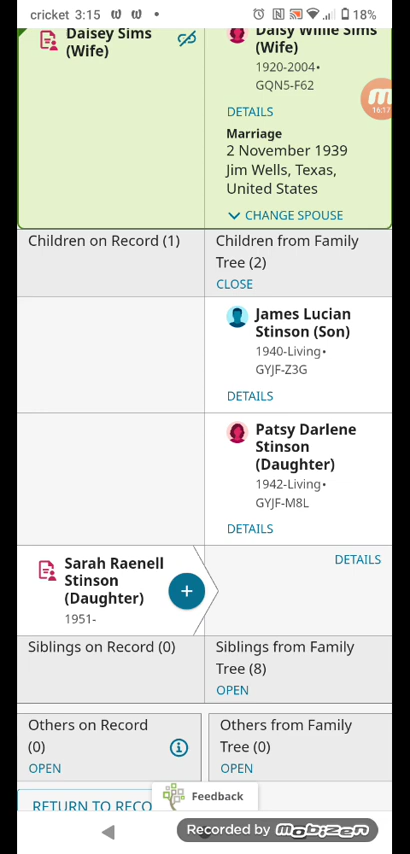 cricket 3:15
18%
Daisey Sims
(Wife)
Daisy Willie Sims
(Wife)
1920-2004•
GQN5-F62
DETAILS
16:17
Marriage
2 November 1939
Jim Wells, Texas,
United States
CHANGE SPOUSE
Children on Record (1)
Children from Family
Tree (2)
CLOSE
James Lucian
Stinson (Son)
1940-Living•
GYJF-Z3G
DETAILS
Patsy Darlene
Stinson
(Daughter)
1942-Living•
GYJF-M8L
DETAILS
Sarah Raenell
Stinson
(Daughter)
1951-
DETAILS
Siblings on Record (0)
Siblings from Family
Tree (8)
OPEN
Others on Record
(0)
OPEN
Others from Family
Tree (0)
OPEN
RETURN TO RECO
Feedback
Recorded by mobizen